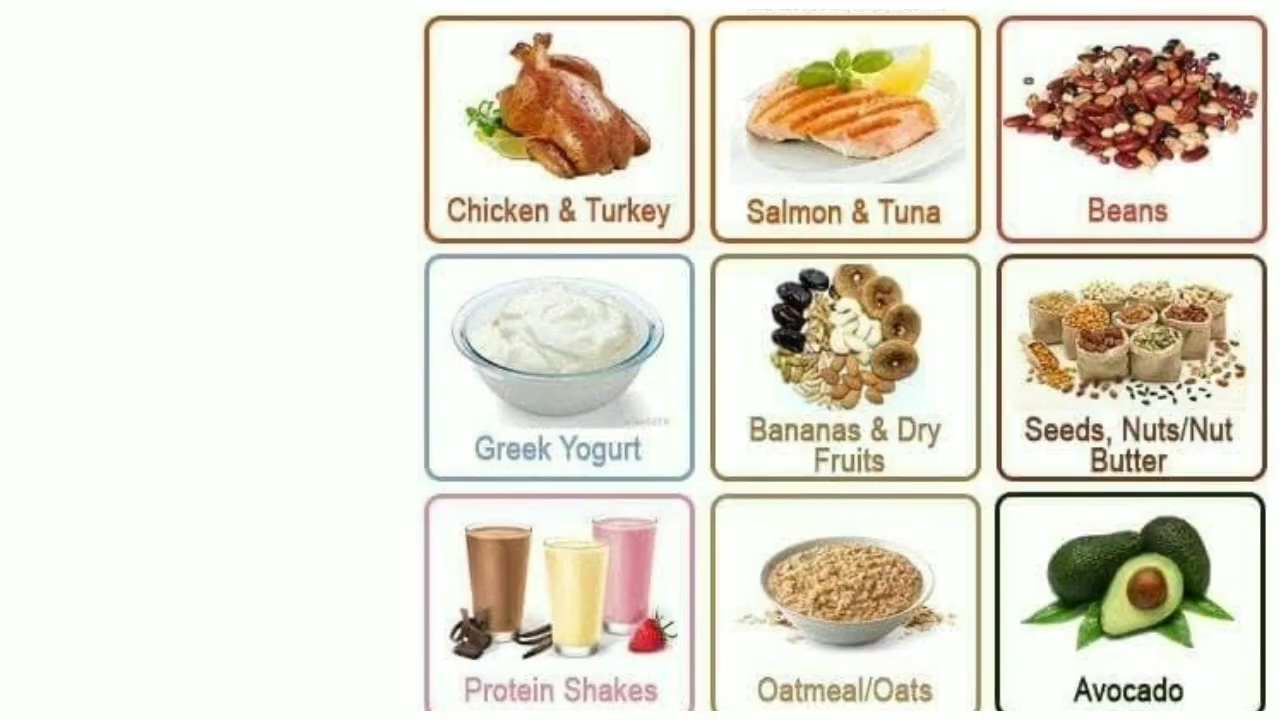 Chicken & Turkey
Salmon & Tuna
Beans
Greek Yogurt
Bananas & Dry
Fruits
Seeds, Nuts/Nut
Butter
Protein Shakes
Oatmeal/Oats
Avocado